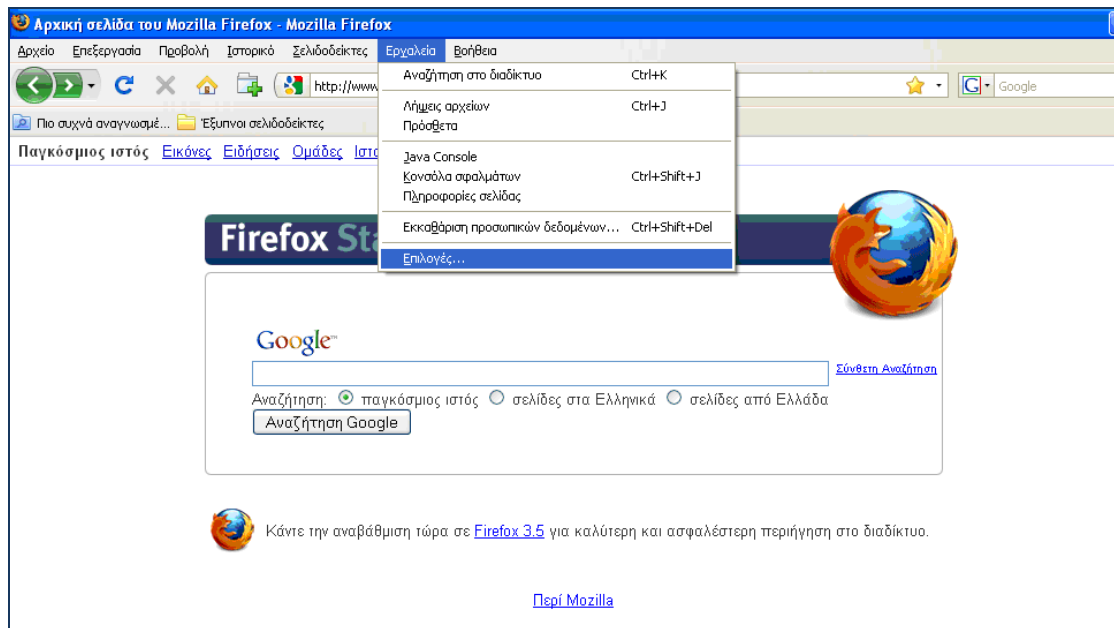 Αρχική σελίδα του Mozilla Firefox - Mozilla Firefox
Αρχείο Επεξεργασία Προβολή Ιστορικό Σελιδοδείκτες Εργαλεία Βοήθεια
http://www
Google
Πιο συχνά αναγνωσμέ... Έξυπνοι σελιδοδείκτες
Παγκόσμιος ιστός Εικόνες Ειδήσεις Ομάδες Ιστο
Αναζήτηση στο διαδίκτυο Ctrl+K
Λήψεις αρχείων Ctrl+J
Πρόσθετα
Java Console
Κονσόλα σφαλμάτων Ctrl+Shift+J
Πληροφορίες σελίδας
Εκκαθάριση προσωπικών δεδομένων... Ctrl+Shift+Del
Επιλογές...
Firefox Sta
Google™
Σύνθετη Αναζήτηση
Αναζήτηση: παγκόσμιος ιστός σελίδες στα Ελληνικά σελίδες από Ελλάδα
Αναζήτηση Google
Κάντε την αναβάθμιση τώρα σε Firefox 3.5 για καλύτερη και ασφαλέστερη περιήγηση στο διαδίκτυο.
Περί Mozilla